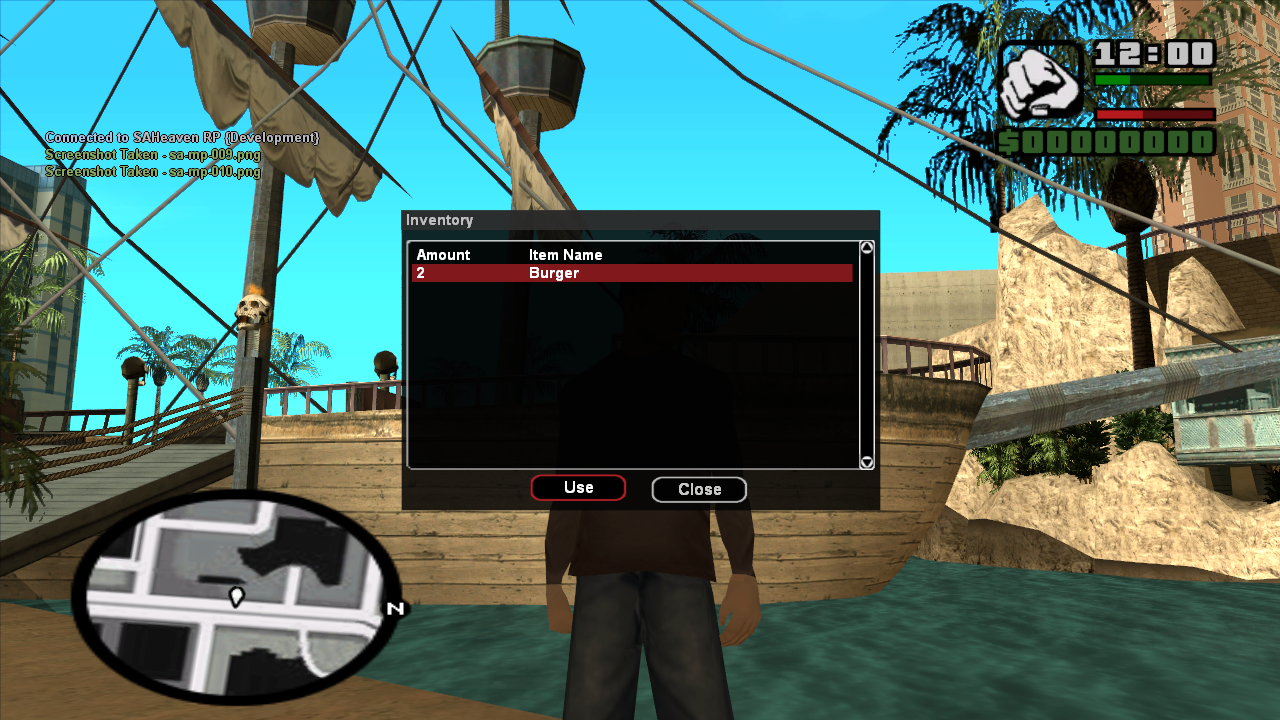 12:00
$00000000
Connected to SAHeaven RP {Development}
Screenshot Taken - sa-mp-009.png
Screenshot Taken - sa-mp-010.png
Inventory
Amount Item Name
2 Burger
Use Close
N